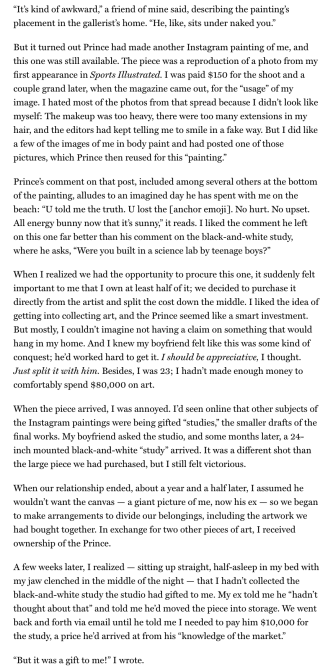 “It's kind of awkward,” a friend of mine said, describing the painting's
placement in the gallerist's home. “He, like, sits under naked you.”
But it turned out Prince had made another Instagram painting of me, and
this one was still available. The piece was a reproduction of a photo from my
first appearance in Sports Illustrated. I was paid $150 for the shoot and a
couple grand later, when the magazine came out, for the “usage” of my
image. I hated most of the photos from that spread because I didn't look like
myself: The makeup was too heavy, there were too many extensions in my
hair, and the editors had kept telling me to smile in a fake way. But I did like
a few of the images of me in body paint and had posted one of those
pictures, which Prince then reused for this “painting.”
Prince's comment on that post, included among several others at the bottom
of the painting, alludes to an imagined day he has spent with me on the
beach: “U told me the truth. U lost the [anchor emoji]. No hurt. No upset.
All energy bunny now that it's sunny,” it reads. I liked the comment he left
on this one far better than his comment on the black-and-white study,
where he asks, “Were you built in a science lab by teenage boys?”
When I realized we had the opportunity to procure this one, it suddenly felt
important to me that I own at least half of it; we decided to purchase it
directly from the artist and split the cost down the middle. I liked the idea of
getting into collecting art, and the Prince seemed like a smart investment.
But mostly, I couldn't imagine not having a claim on something that would
hang in my home. And I knew my boyfriend felt like this was some kind of
conquest; he'd worked hard to get it. I should be appreciative, I thought.
Just split it with him. Besides, I was 23; I hadn't made enough money to
comfortably spend $80,000 on art.
When the piece arrived, I was annoyed. I'd seen online that other subjects of
the Instagram paintings were being gifted “studies,” the smaller drafts of the
final works. My boyfriend asked the studio, and some months later, a 24-
inch mounted black-and-white “study” arrived. It was a different shot than
the large piece we had purchased, but I still felt victorious.
When our relationship ended, about a year and a half later, I assumed he
wouldn't want the canvas — a giant picture of me, now his ex — so we began
to make arrangements to divide our belongings, including the artwork we
had bought together. In exchange for two other pieces of art, I received
ownership of the Prince.
A few weeks later, I realized — sitting up straight, half-asleep in my bed with
my jaw clenched in the middle of the night — that I hadn't collected the
black-and-white study the studio had gifted to me. My ex told me he “hadn't
thought about that” and told me he'd moved the piece into storage. We went
back and forth via email until he told me I needed to pay him $10,000 for
the study, a price he'd arrived at from his “knowledge of the market.”
“But it was a gift to me!” I wrote.